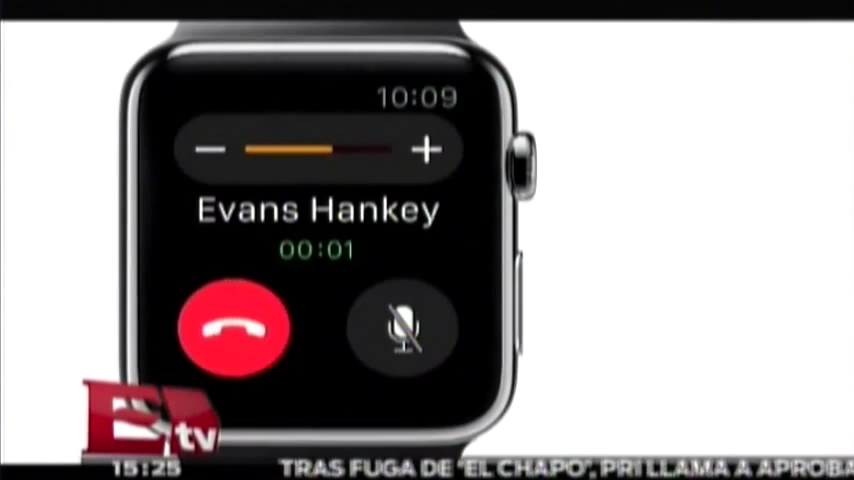 10:09
Evans Hankey
00:01
tv
15:25 TRAS FUGA DE "EL CHAPO", PRI LLAMA A APROBA